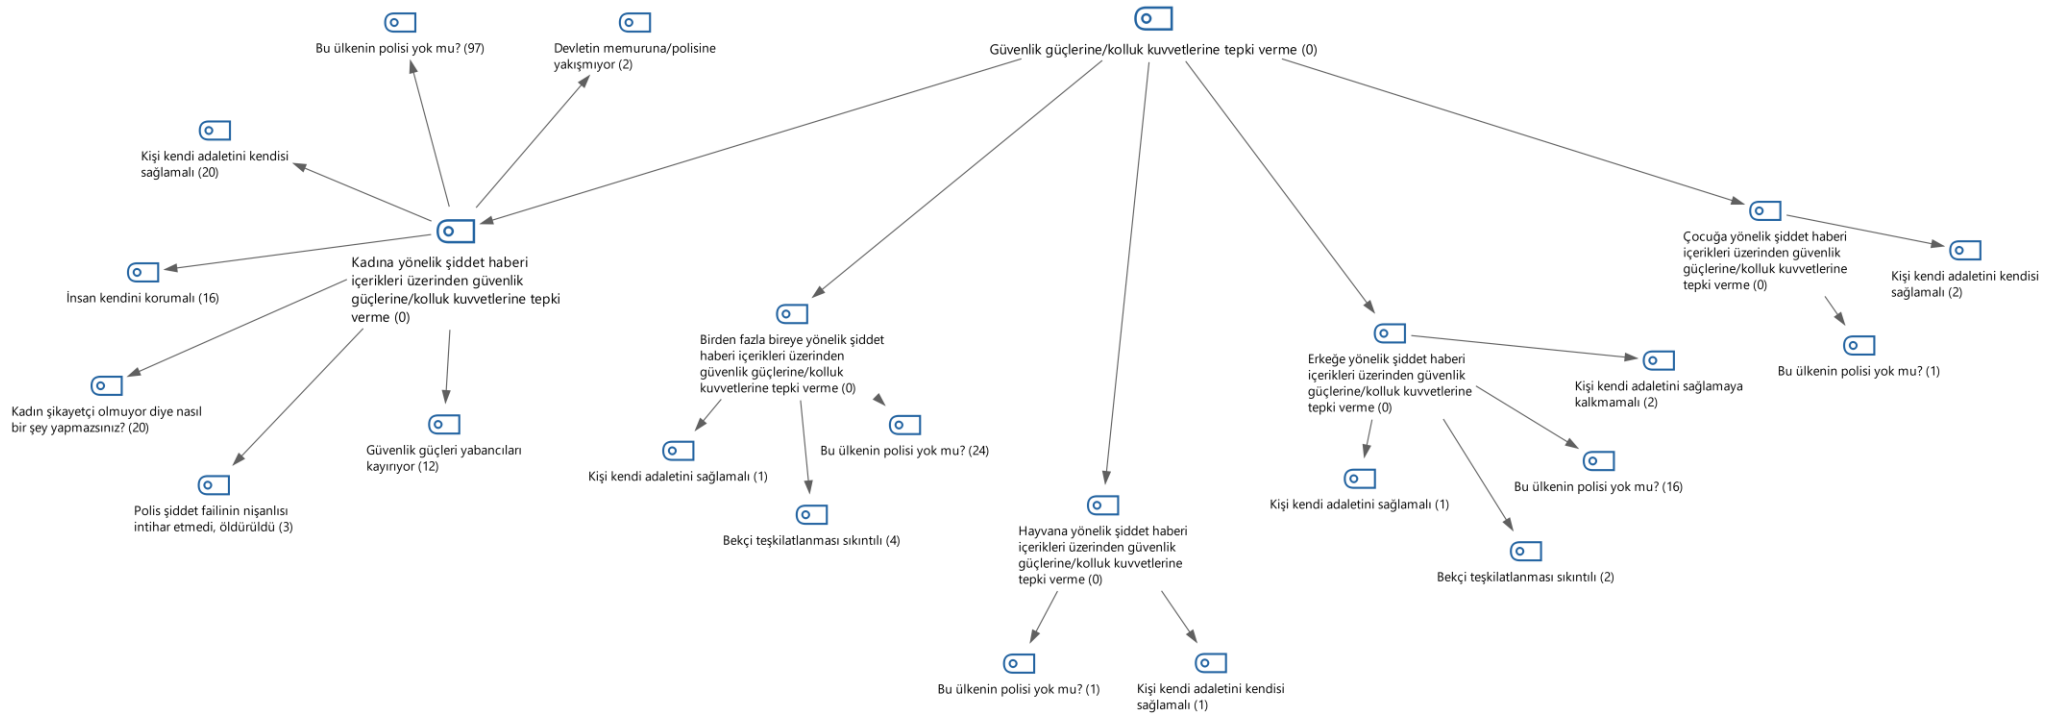 Bu ülkenin polisi yok mu? (97)
Devletin memuruna/polisine
yakışmıyor (2)
Güvenlik güçlerine/kolluk kuvvetlerine tepki verme (0)
Kişi kendi adaletini kendisi
sağlamalı (20)
Kadına yönelik şiddet haberi
içerikleri üzerinden güvenlik
güçlerine/kolluk kuvvetlerine tepki
verme (0)
İnsan kendini korumalı (16)
Kadın şikayetçi olmuyor diye nasıl
bir şey yapmazsınız? (20)
Polis şiddet failinin nişanlısı
intihar etmedi, öldürüldü (3)
Güvenlik güçleri yabancıları
kayırıyor (12)
Birden fazla bireye yönelik şiddet
haberi içerikleri üzerinden
güvenlik güçlerine/kolluk
kuvvetlerine tepki verme (0)
Kişi kendi adaletini sağlamalı (1)
Bu ülkenin polisi yok mu? (24)
Bekçi teşkilatlanması sıkıntılı (4)
Hayvana yönelik şiddet haberi
içerikleri üzerinden güvenlik
güçlerine/kolluk kuvvetlerine
tepki verme (0)
Bu ülkenin polisi yok mu? (1)
Kişi kendi adaletini kendisi
sağlamalı (1)
Erkeğe yönelik şiddet haberi
içerikleri üzerinden güvenlik
güçlerine/kolluk kuvvetlerine
tepki verme (0)
Kişi kendi adaletini sağlamaya
kalkmamalı (2)
Kişi kendi adaletini sağlamalı (1)
Bu ülkenin polisi yok mu? (16)
Bekçi teşkilatlanması sıkıntılı (2)
Çocuğa yönelik şiddet haberi
içerikleri üzerinden güvenlik
güçlerine/kolluk kuvvetlerine
tepki verme (0)
Kişi kendi adaletini kendisi
sağlamalı (2)
Bu ülkenin polisi yok mu? (1)